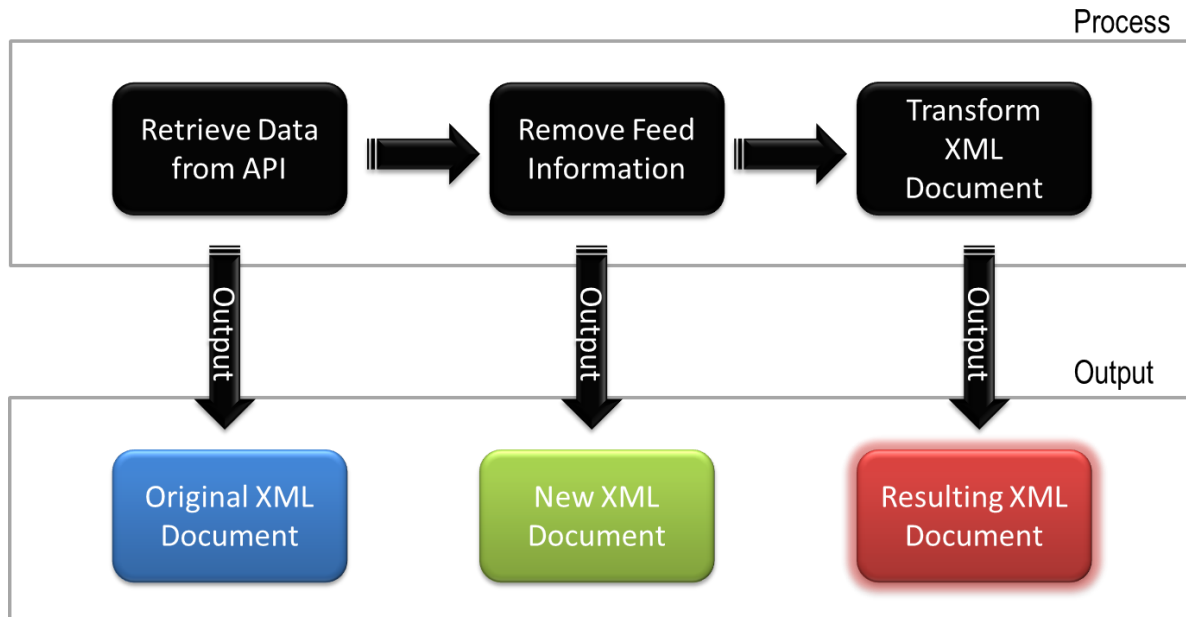 Process
Retrieve Data
from API
Remove Feed
Information
Transform
XML
Document
Output
Output
Output
Output
Original XML
Document
New XML
Document
Resulting XML
Document